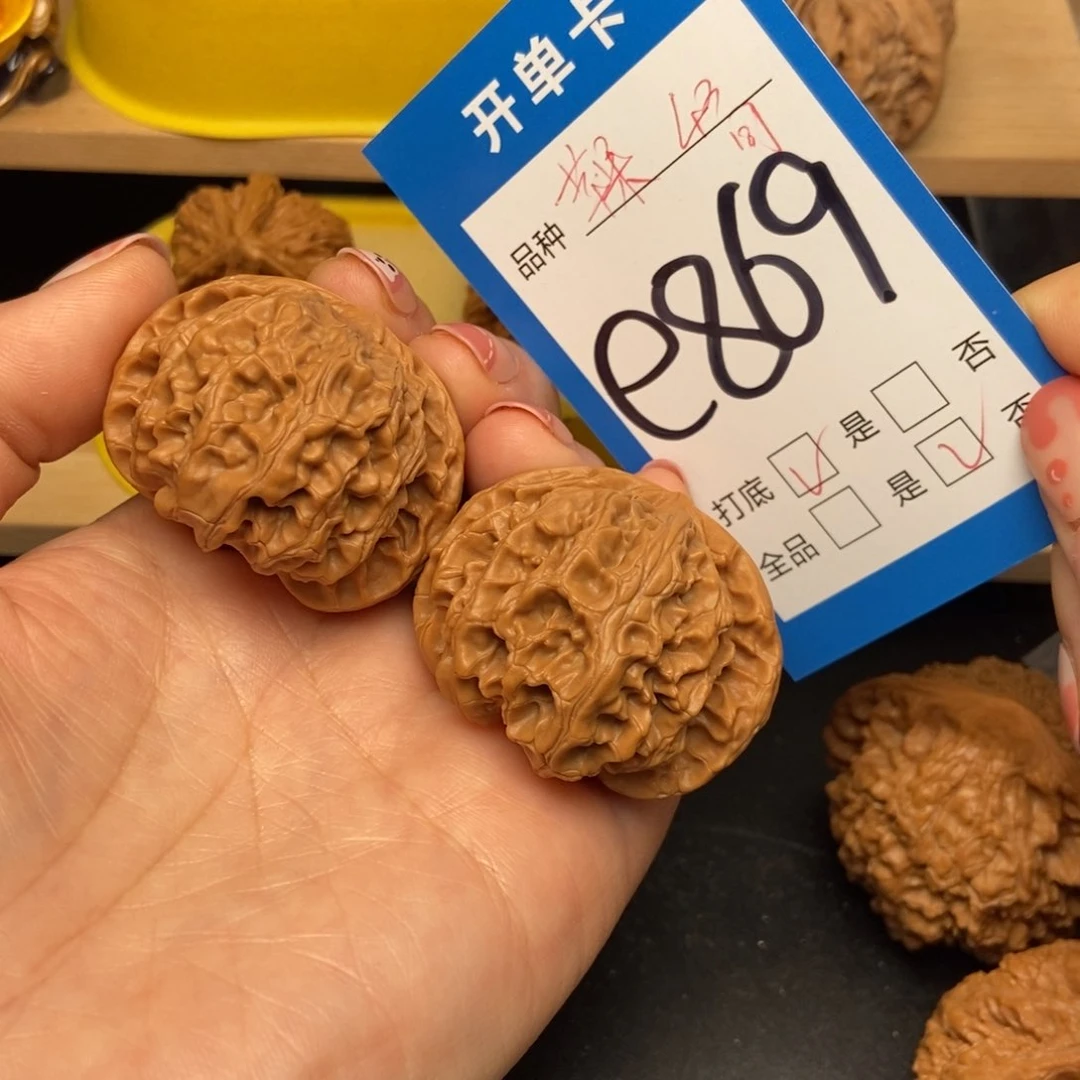 开单卡
品种
e869
打底 ☑ 是 ☐ 否
全品 ☐ 是 ☑ 否